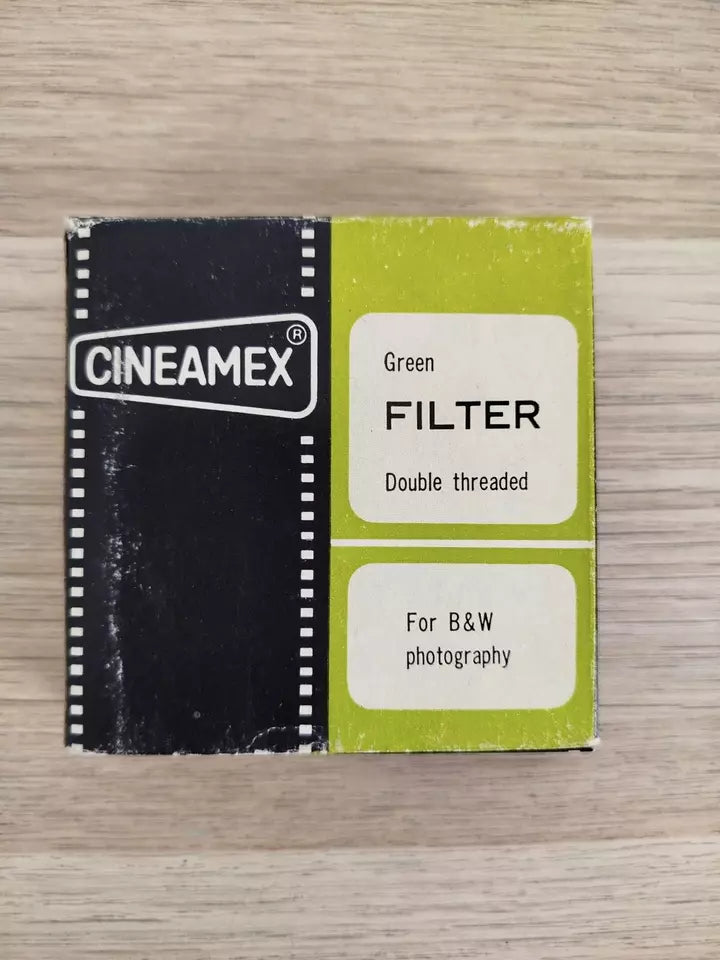 CINEAMEX®
Green
FILTER
Double threaded
For B&W
photography